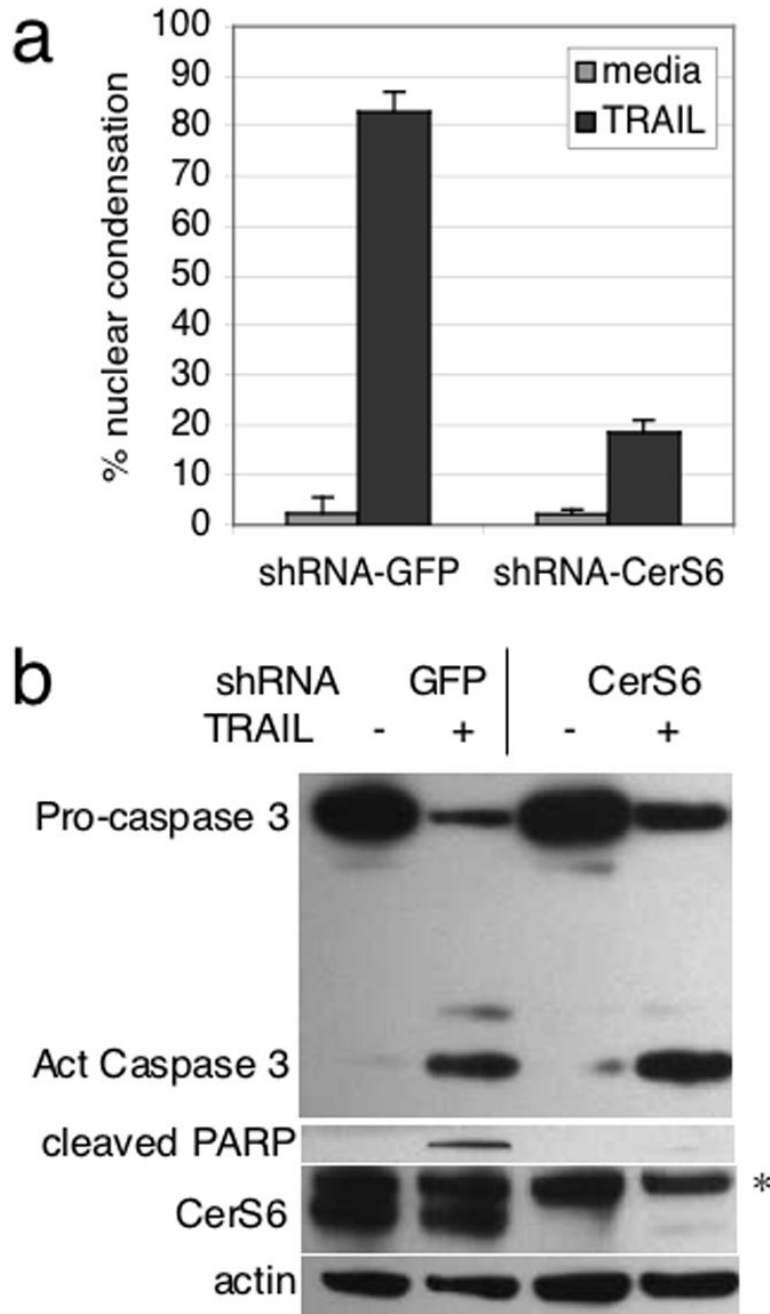 a
% nuclear condensation
100
90
80
70
60
50
40
30
20
10
0
media
TRAIL
shRNA-GFP shRNA-CerS6
b
shRNA GFP CerS6
TRAIL - + - +
Pro-caspase 3
Act Caspase 3
cleaved PARP
CerS6 *
actin